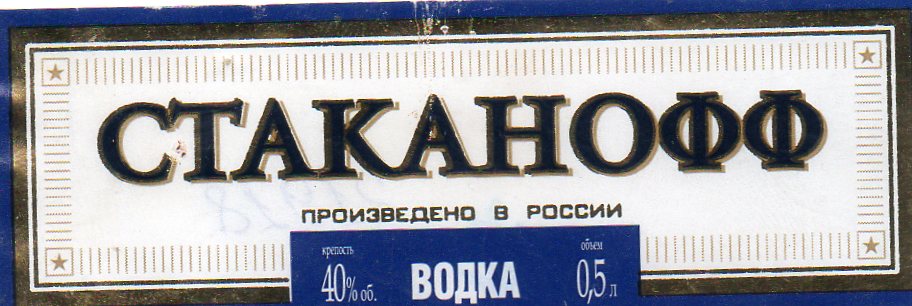 СТАКАНОФФ
ПРОИЗВЕДЕНО В РОССИИ
крепость
40% об.
ВОДКА
объем
0,5 л